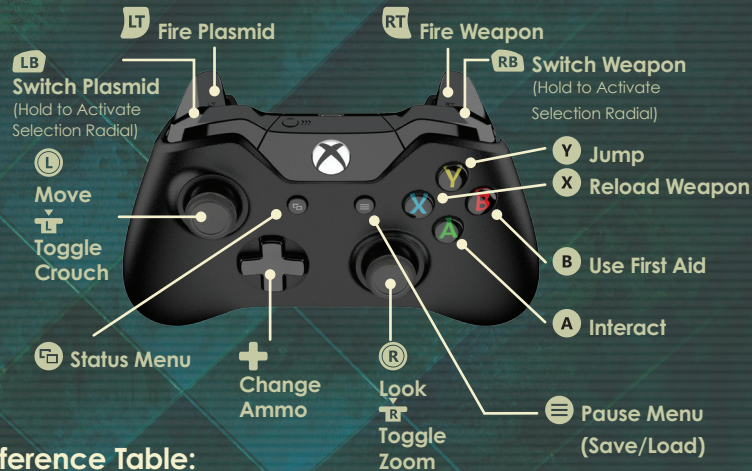 LT Fire Plasmid
RT Fire Weapon
LB
Switch Plasmid
(Hold to Activate
Selection Radial)
RB Switch Weapon
(Hold to Activate
Selection Radial)
L
Move
L
Toggle
Crouch
Y Jump
X Reload Weapon
B Use First Aid
A Interact
Y
X
B
A
Status Menu
Change
Ammo
R
Look
R
Toggle
Zoom
Pause Menu
(Save/Load)
ference Table: